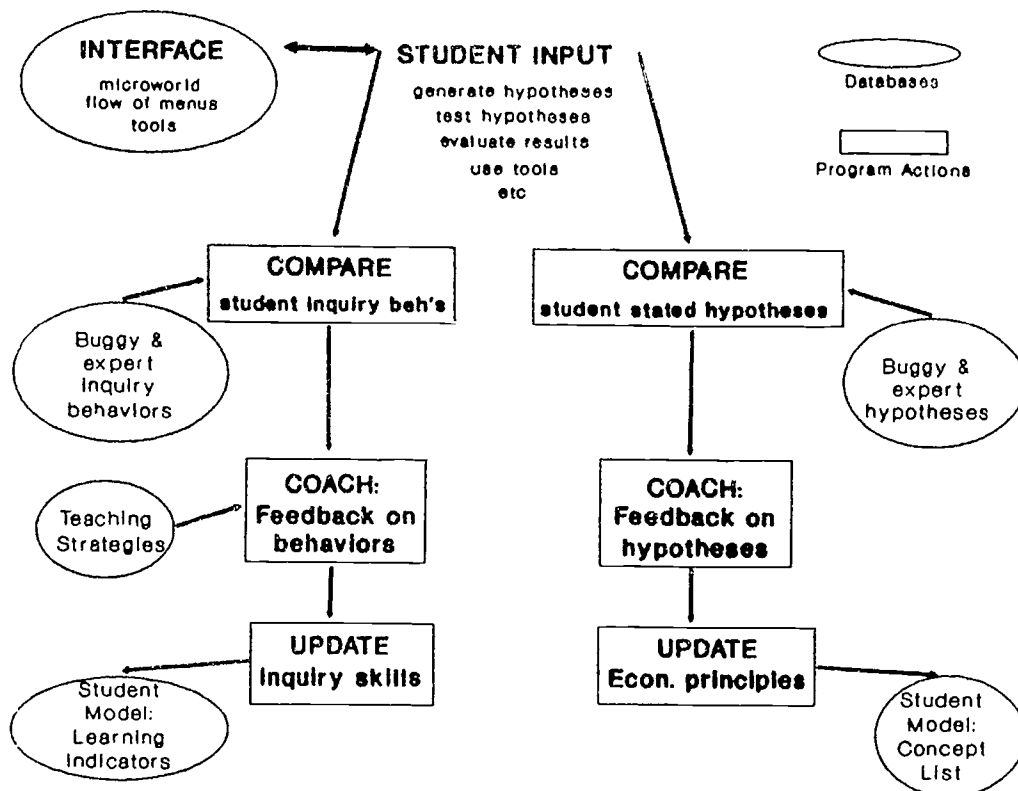 INTERFACE
microworld
flow of menus
tools
STUDENT INPUT
generate hypotheses
test hypotheses
evaluate results
use tools
etc
Databases
Program Actions
COMPARE
student inquiry beh's
COMPARE
student stated hypotheses
Buggy &
expert
inquiry
behaviors
Buggy &
expert
hypotheses
COACH:
Feedback on
behaviors
COACH:
Feedback on
hypotheses
Teaching
Strategies
UPDATE
Inquiry skills
UPDATE
Econ. principles
Student
Model:
Learning
Indicators
Student
Model:
Concept
List